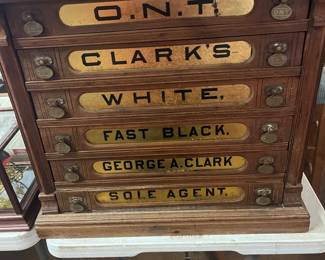 O.N.T.
CLARK'S
WHITE.
FAST BLACK.
GEORGE A. CLARK
SOLE AGENT.